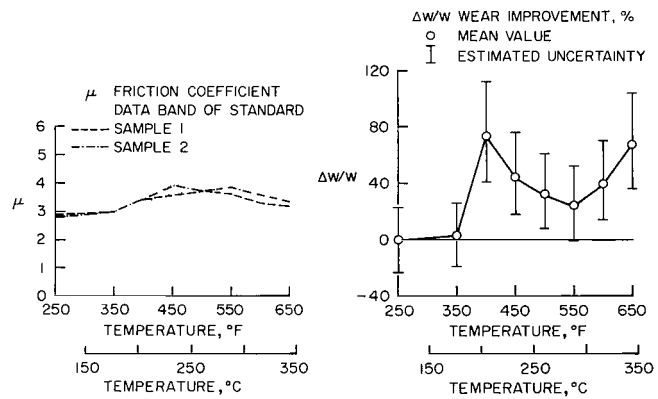 μ FRICTION COEFFICIENT
DATA BAND OF STANDARD
SAMPLE 1
SAMPLE 2
6
5
4
3
2
1
0
μ
250 350 450 550 650
TEMPERATURE, °F
150 250 350
TEMPERATURE, °C
ΔW/W WEAR IMPROVEMENT, %
MEAN VALUE
ESTIMATED UNCERTAINTY
120
80
40
0
-40
ΔW/W
250 350 450 550 650
TEMPERATURE, °F
150 250 350
TEMPERATURE, °C